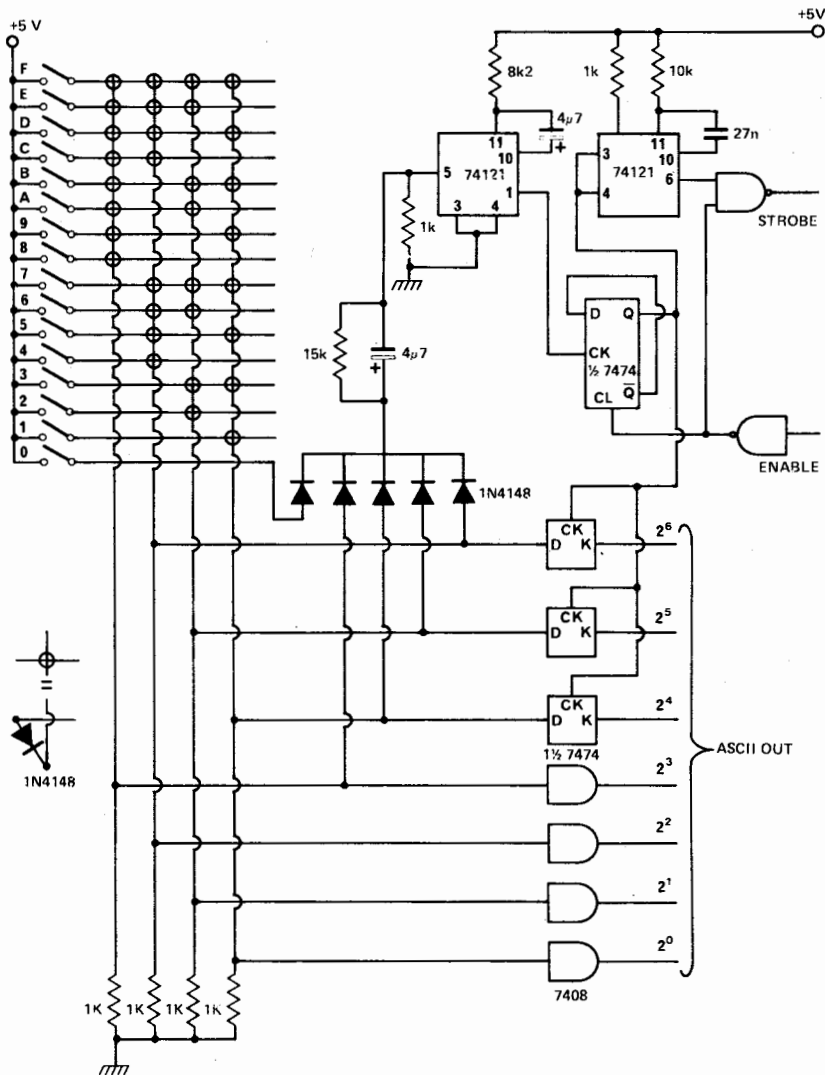 +5 V
+5V
F
E
D
C
B
A
9
8
7
6
5
4
3
2
1
0
8k2
1k
10k
4µ7
27n
11
10
5
74121
1
3
4
1k
11
3
10
74121
6
4
STROBE
D
Q
CK
½ 7474
CL
Q̅
ENABLE
15k
4µ7
1N4148
CK
D
K
2⁶
CK
D
K
2⁵
CK
D
K
2⁴
1½ 7474
ASCII OUT
2³
2²
2¹
2⁰
7408
=
1N4148
1K
1K
1K
1K